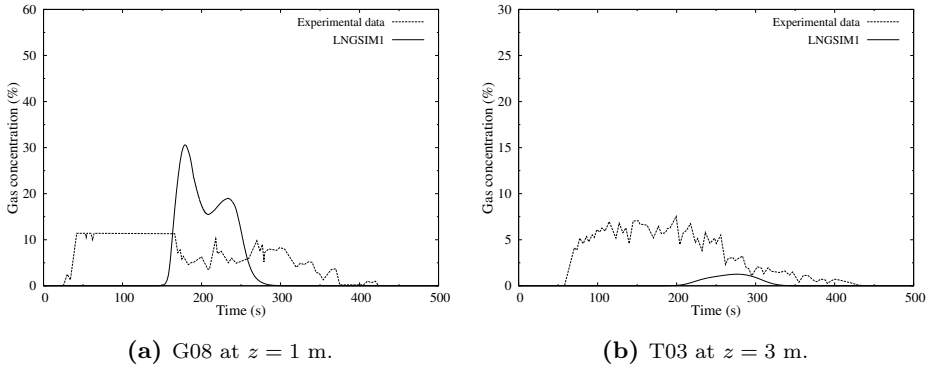 60
50
40
30
20
10
0
Gas concentration (%)
0 100 200 300 400 500
Time (s)
Experimental data
LNGSIM1
(a) G08 at z = 1 m.
30
25
20
15
10
5
0
Gas concentration (%)
0 100 200 300 400 500
Time (s)
Experimental data
LNGSIM1
(b) T03 at z = 3 m.